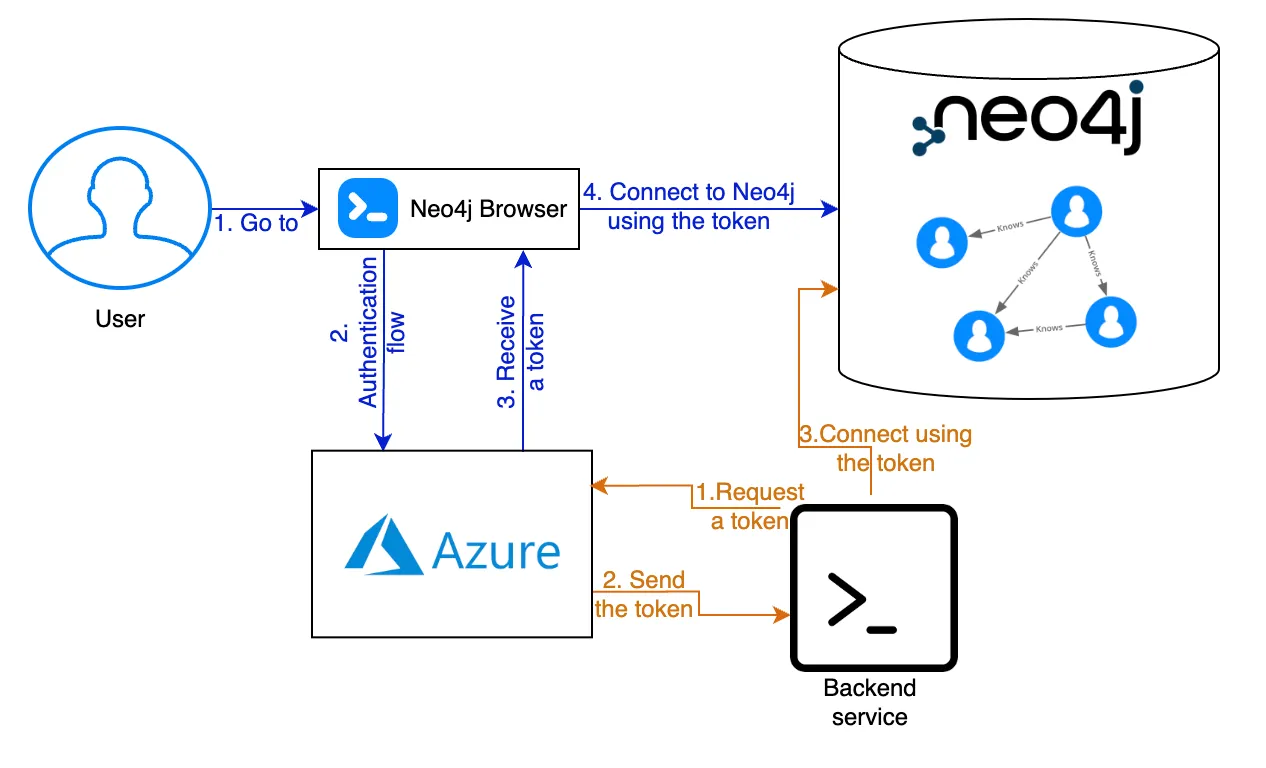 neo4j
Knows
Knows
Knows
Knows
User
1. Go to
Neo4j Browser
4. Connect to Neo4j
using the token
2.
Authentication
flow
3. Receive
a token
Azure
1.Request
a token
2. Send
the token
3.Connect using
the token
Backend
service